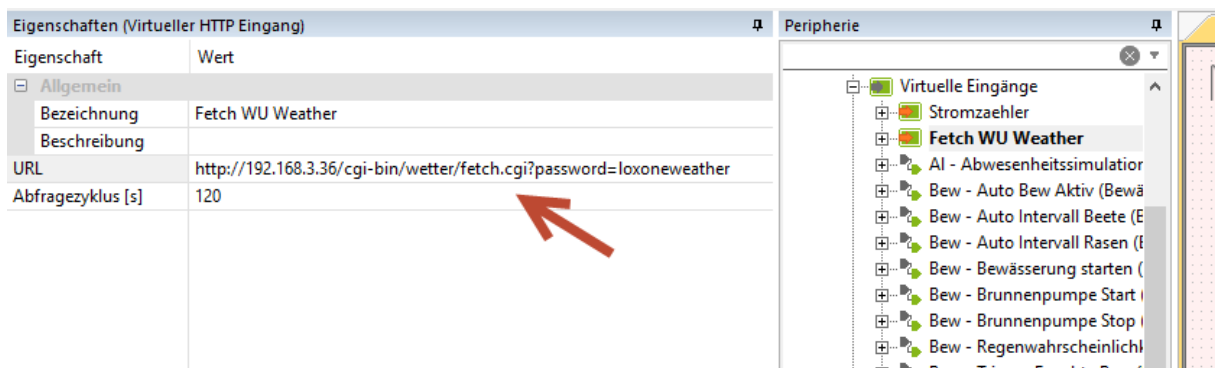 Eigenschaften (Virtueller HTTP Eingang)
Eigenschaft Wert
Allgemein
Bezeichnung Fetch WU Weather
Beschreibung
URL http://192.168.3.36/cgi-bin/wetter/fetch.cgi?password=loxoneweather
Abfragezyklus [s] 120
Peripherie
Virtuelle Eingänge
Stromzaehler
Fetch WU Weather
AI - Abwesenheitssimulation
Bew - Auto Bew Aktiv (Bewä
Bew - Auto Intervall Beete (E
Bew - Auto Intervall Rasen (E
Bew - Bewässerung starten (
Bew - Brunnenpumpe Start (
Bew - Brunnenpumpe Stop (
Bew - Regenwahrscheinlich